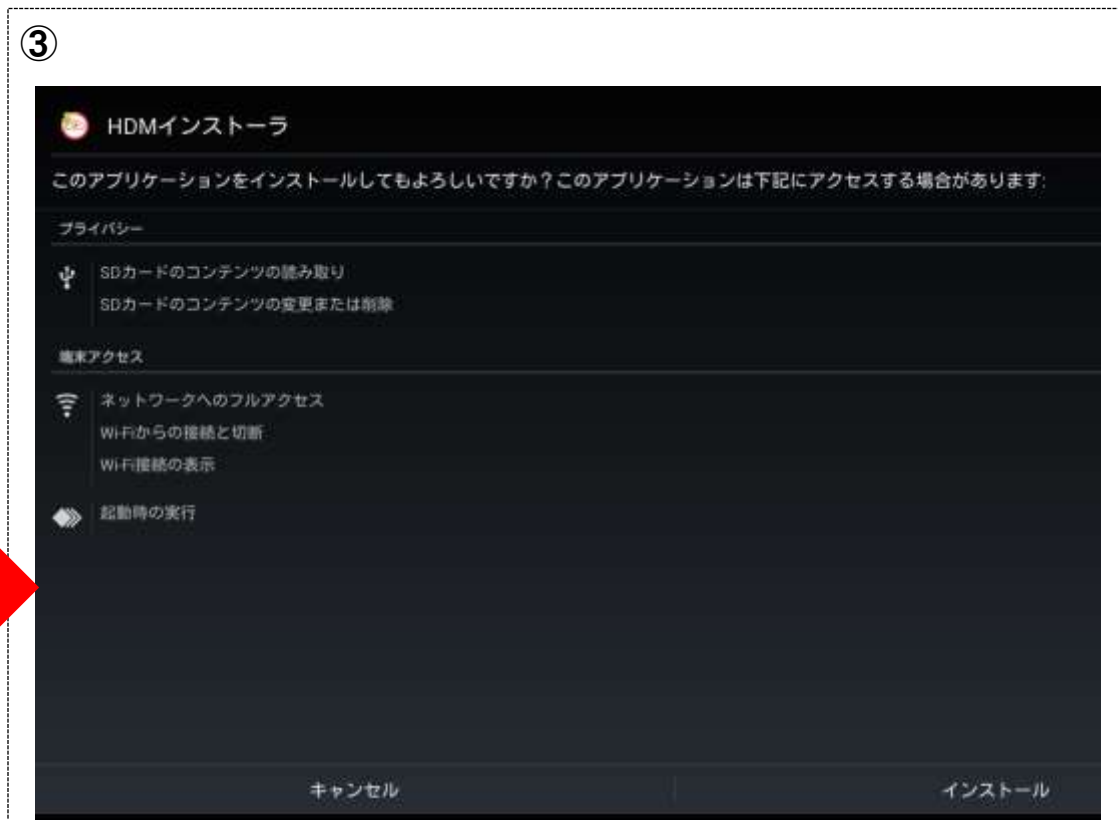 ③
HDMインストーラ
このアプリケーションをインストールしてもよろしいですか？このアプリケーションは下記にアクセスする場合があります:
プライバシー
SDカードのコンテンツの読み取り
SDカードのコンテンツの変更または削除
端末アクセス
ネットワークへのフルアクセス
Wi-Fiからの接続と切断
Wi-Fi接続の表示
起動時の実行
キャンセル
インストール